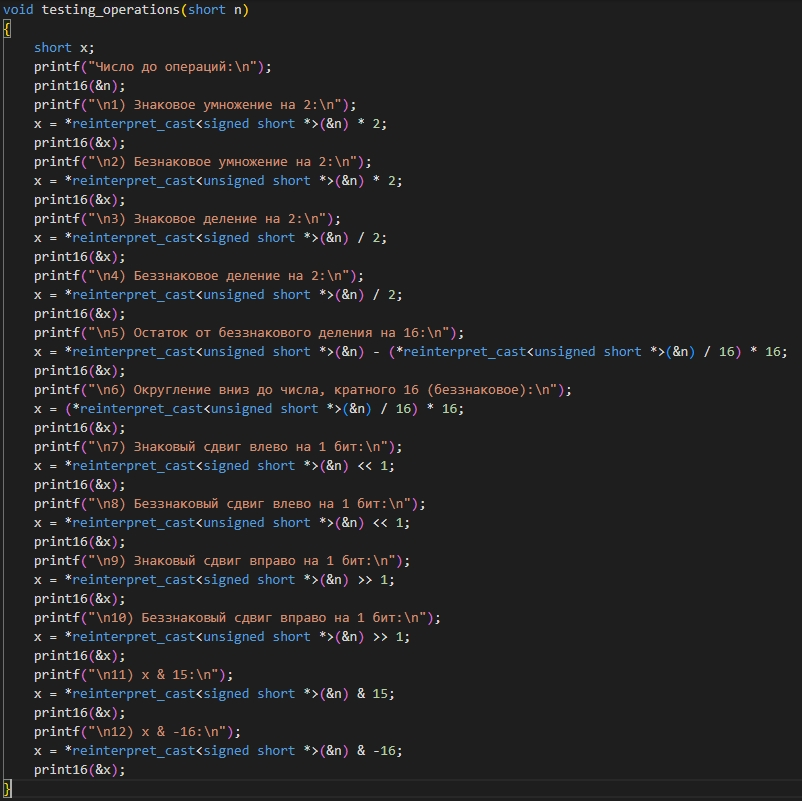 void testing_operations(short n)
{
    short x;
    printf("Число до операций:\n");
    print16(&n);
    printf("\n1) Знаковое умножение на 2:\n");
    x = *reinterpret_cast<signed short *>(&n) * 2;
    print16(&x);
    printf("\n2) Безнаковое умножение на 2:\n");
    x = *reinterpret_cast<unsigned short *>(&n) * 2;
    print16(&x);
    printf("\n3) Знаковое деление на 2:\n");
    x = *reinterpret_cast<signed short *>(&n) / 2;
    print16(&x);
    printf("\n4) Беззнаковое деление на 2:\n");
    x = *reinterpret_cast<unsigned short *>(&n) / 2;
    print16(&x);
    printf("\n5) Остаток от беззнакового деления на 16:\n");
    x = *reinterpret_cast<unsigned short *>(&n) - (*reinterpret_cast<unsigned short *>(&n) / 16) * 16;
    print16(&x);
    printf("\n6) Округление вниз до числа, кратного 16 (беззнаковое):\n");
    x = (*reinterpret_cast<unsigned short *>(&n) / 16) * 16;
    print16(&x);
    printf("\n7) Знаковый сдвиг влево на 1 бит:\n");
    x = *reinterpret_cast<signed short *>(&n) << 1;
    print16(&x);
    printf("\n8) Беззнаковый сдвиг влево на 1 бит:\n");
    x = *reinterpret_cast<unsigned short *>(&n) << 1;
    print16(&x);
    printf("\n9) Знаковый сдвиг вправо на 1 бит:\n");
    x = *reinterpret_cast<signed short *>(&n) >> 1;
    print16(&x);
    printf("\n10) Беззнаковый сдвиг вправо на 1 бит:\n");
    x = *reinterpret_cast<unsigned short *>(&n) >> 1;
    print16(&x);
    printf("\n11) x & 15:\n");
    x = *reinterpret_cast<signed short *>(&n) & 15;
    print16(&x);
    printf("\n12) x & -16:\n");
    x = *reinterpret_cast<signed short *>(&n) & -16;
    print16(&x);
}